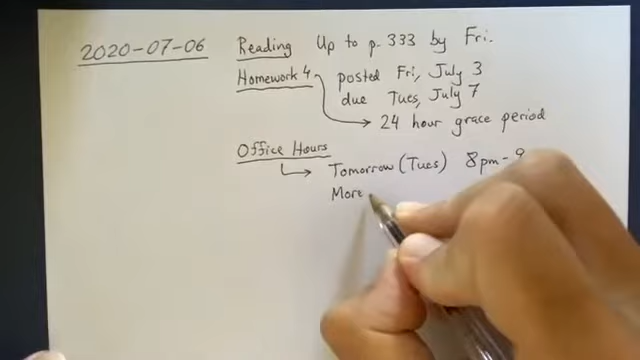 2020-07-06 Reading Up to p. 333 by Fri.
Homework 4 posted Fri, July 3
due Tues, July 7
24 hour grace period
Office Hours
Tomorrow (Tues) 8pm - 9
More